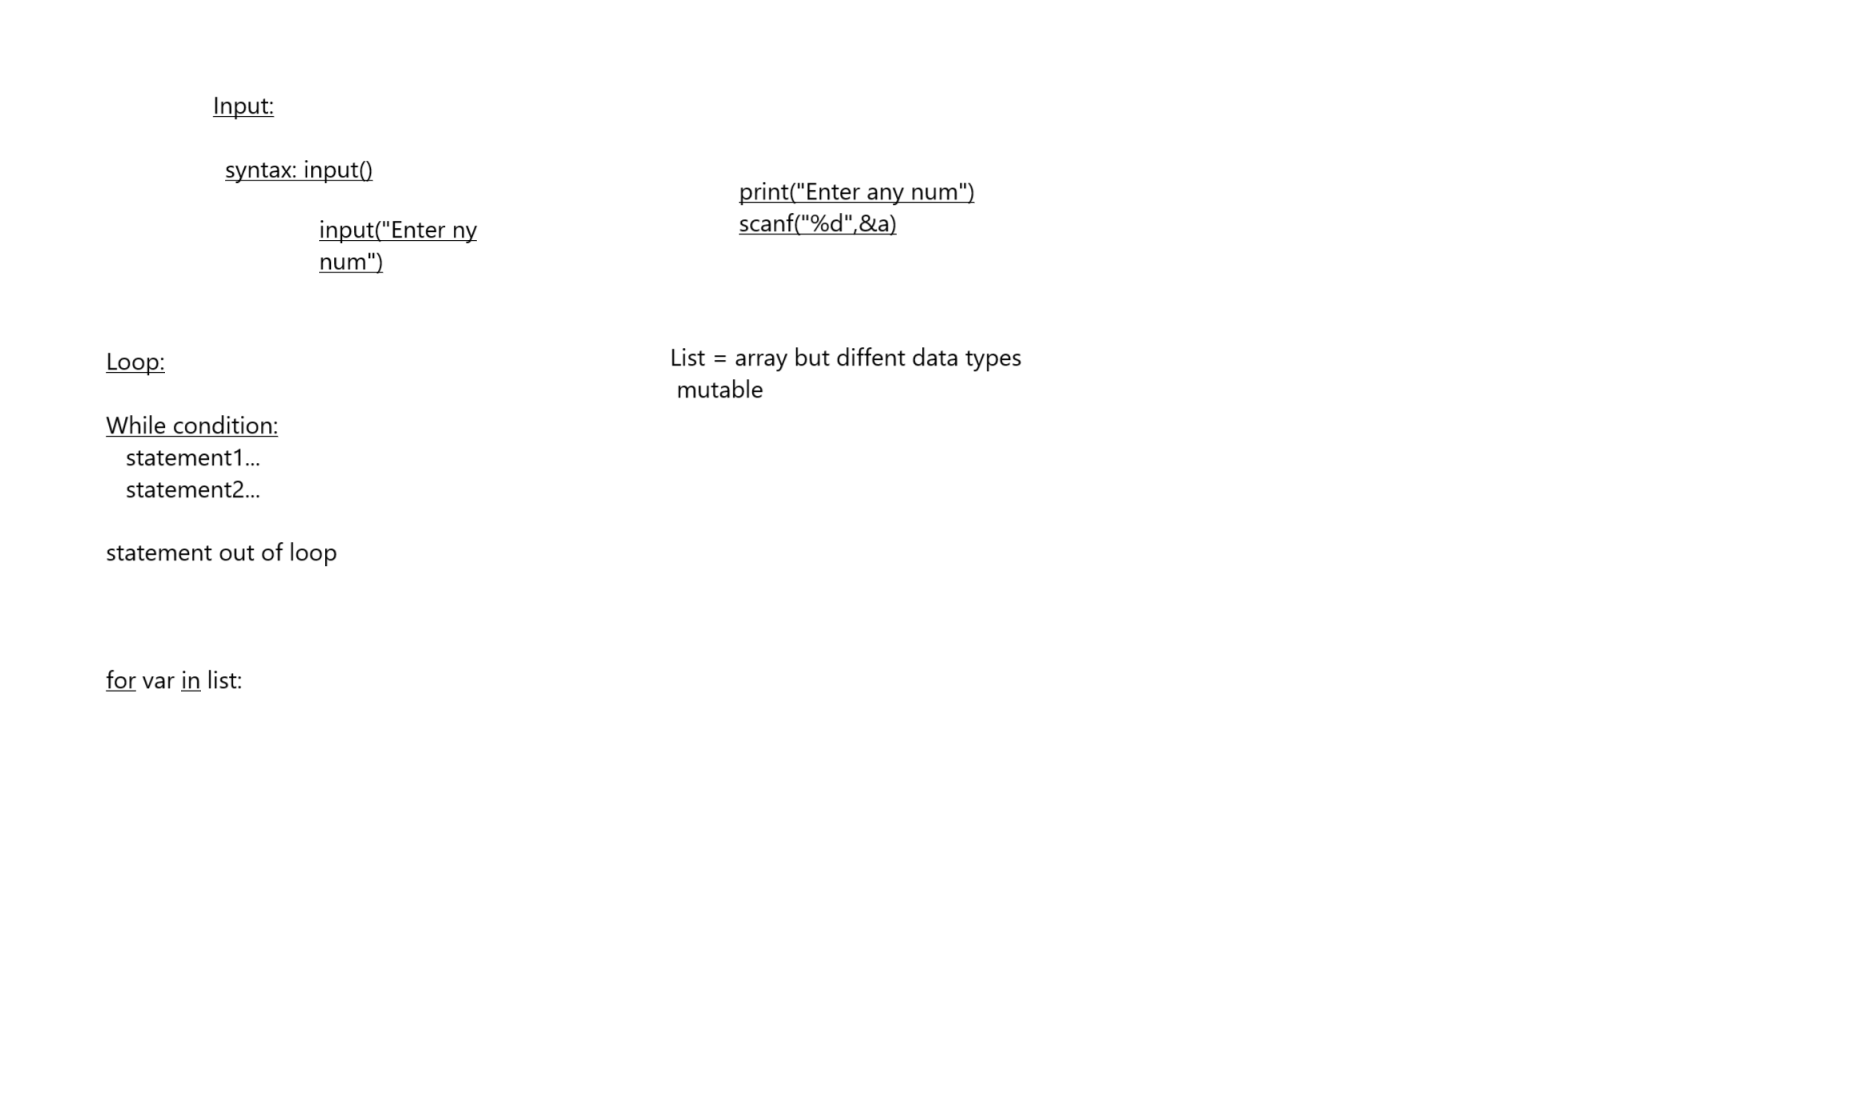 Input:
syntax: input()
input("Enter ny
num")
print("Enter any num")
scanf("%d",&a)
Loop:
While condition:
statement1...
statement2...
statement out of loop
for var in list:
List = array but diffent data types
mutable